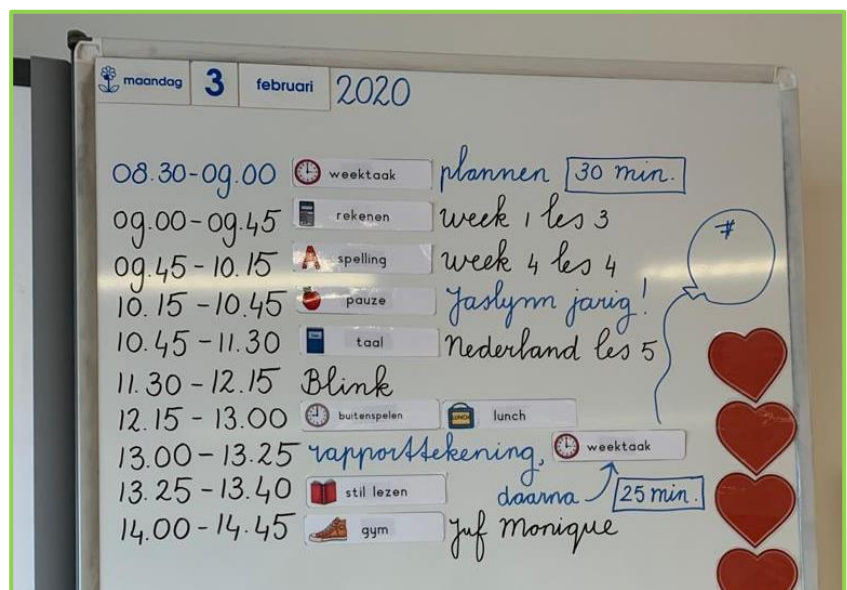 maandag 3 februari 2020
08.30-09.00 weektaak plannen 30 min.
09.00-09.45 rekenen week 1 les 3
09.45-10.15 A spelling week 4 les 4
10.15-10.45 pauze Jaslynn jarig!
10.45-11.30 taal Nederland les 5
11.30-12.15 Blink
12.15-13.00 buitenspelen LUNCH lunch
13.00-13.25 rapporttekening, weektaak
13.25-13.40 stil lezen daarna 25 min.
14.00-14.45 gym Juf Monique